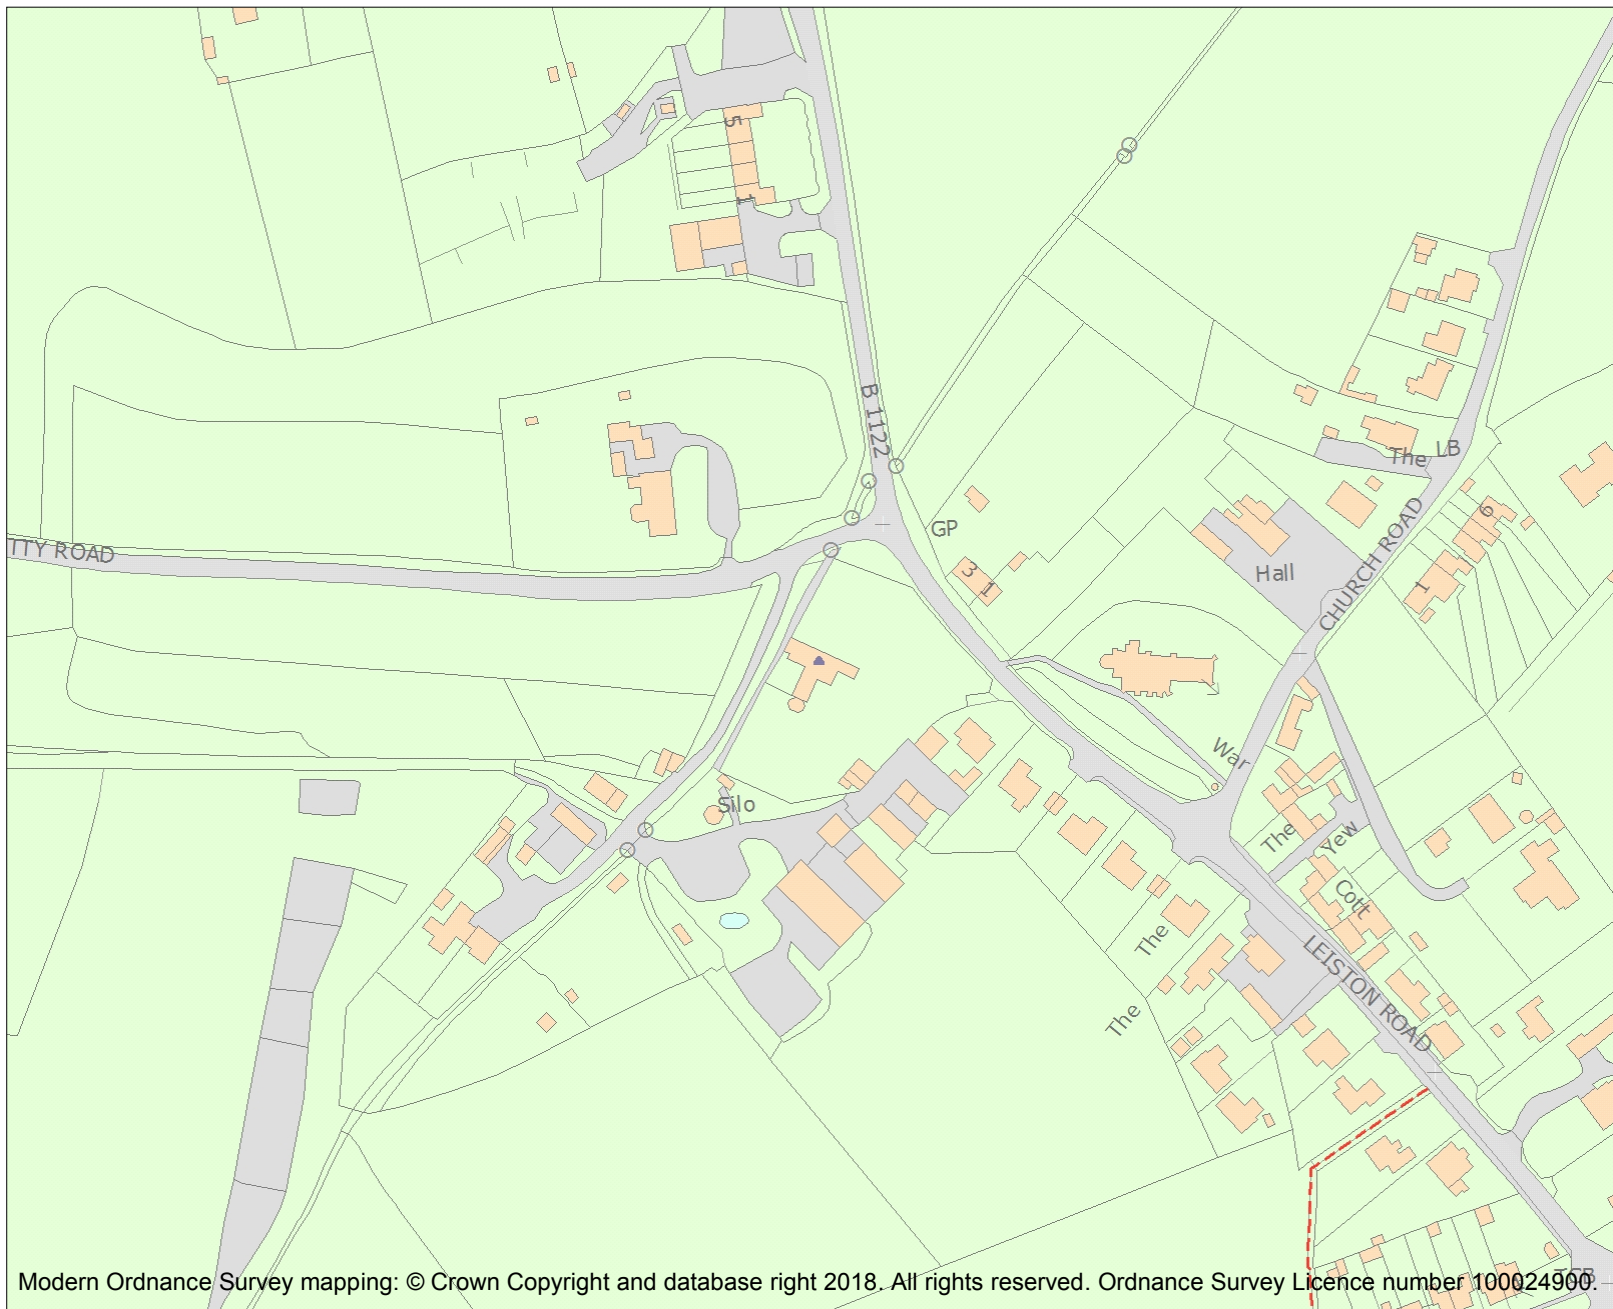 5
1
B 1122
The LB
6
GP
TTY ROAD
3 1
Hall
CHURCH ROAD
1
War
Silo
The
Yew
Cott
The
LEISTON ROAD
The
TCB
Modern Ordnance Survey mapping: © Crown Copyright and database right 2018. All rights reserved. Ordnance Survey Licence number 100024900.